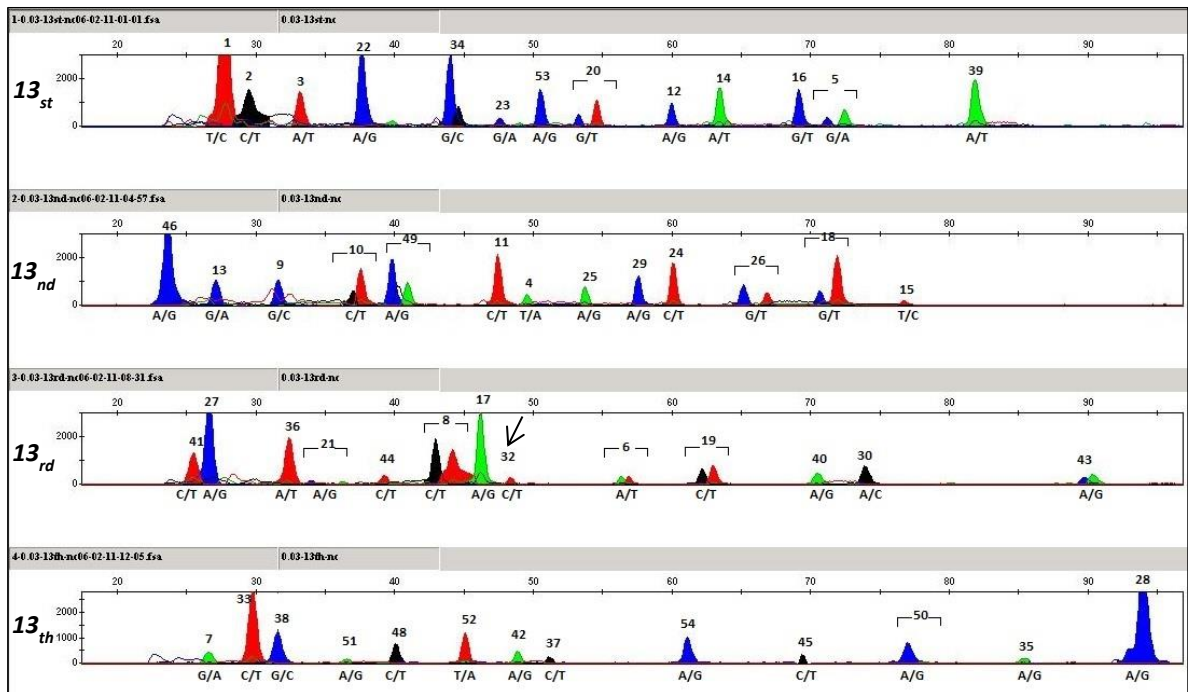 1-0.03-13st-nc06-02-11-01-01.fsa 0.03-13st-nc
20 30 40 50 60 70 80 90
1 2 3 22 34 23 53 20 12 14 16 5 39
13st
2000
0
T/C C/T A/T A/G G/C G/A A/G G/T A/G A/T G/T G/A A/T
2-0.03-13nd-nc06-02-11-04-57.fsa 0.03-13nd-nc
20 30 40 50 60 70 80 90
46 13 9 10 49 11 4 25 29 24 26 18 15
13nd
2000
0
A/G G/A G/C C/T A/G C/T T/A A/G A/G C/T G/T G/T T/C
3-0.03-13rd-nc06-02-11-08-31.fsa 0.03-13rd-nc
20 30 40 50 60 70 80 90
41 27 36 21 44 8 17 32 6 19 40 30 43
13rd
2000
0
C/T A/G A/T A/G C/T C/T A/G C/T A/T C/T A/G A/C A/G
4-0.03-13th-nc06-02-11-12-05.fsa 0.03-13th-nc
20 30 40 50 60 70 80 90
7 33 38 51 48 52 42 37 54 45 50 35 28
13th
2000
1000
0
G/A C/T G/C A/G C/T T/A A/G C/T A/G C/T A/G A/G A/G